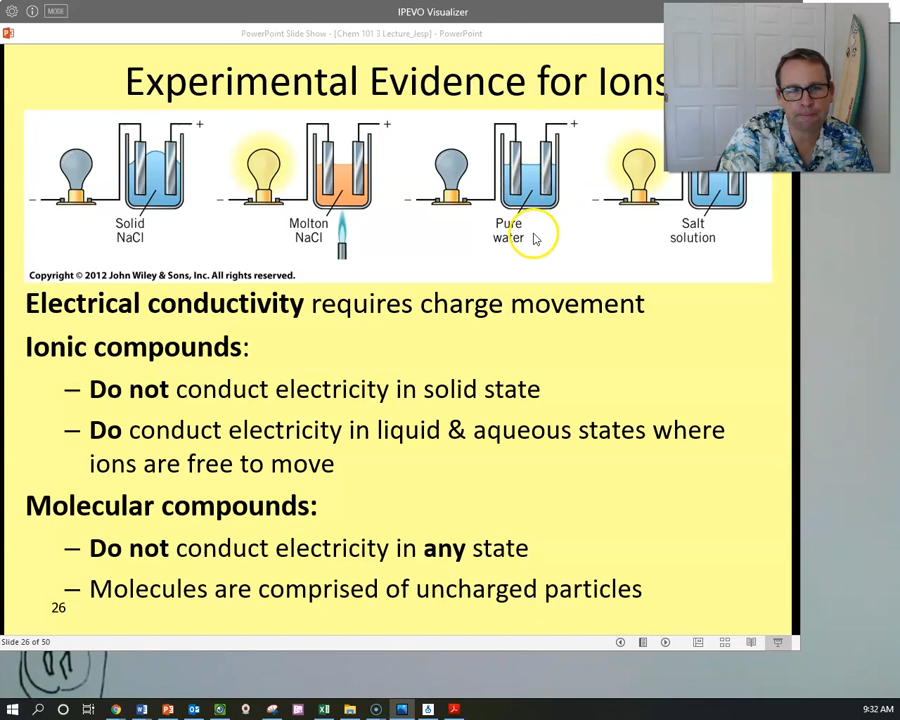 MODE
IPEVO Visualizer
PowerPoint Slide Show - [Chem 101 3 Lecture_Jesp] - PowerPoint
Experimental Evidence for Ions
+ + +
– – – –
Solid
NaCl
Molton
NaCl
Pure
water
Salt
solution
Copyright © 2012 John Wiley & Sons, Inc. All rights reserved.
Electrical conductivity requires charge movement
Ionic compounds:
– Do not conduct electricity in solid state
– Do conduct electricity in liquid & aqueous states where
ions are free to move
Molecular compounds:
– Do not conduct electricity in any state
– Molecules are comprised of uncharged particles
26
Slide 26 of 50
9:32 AM